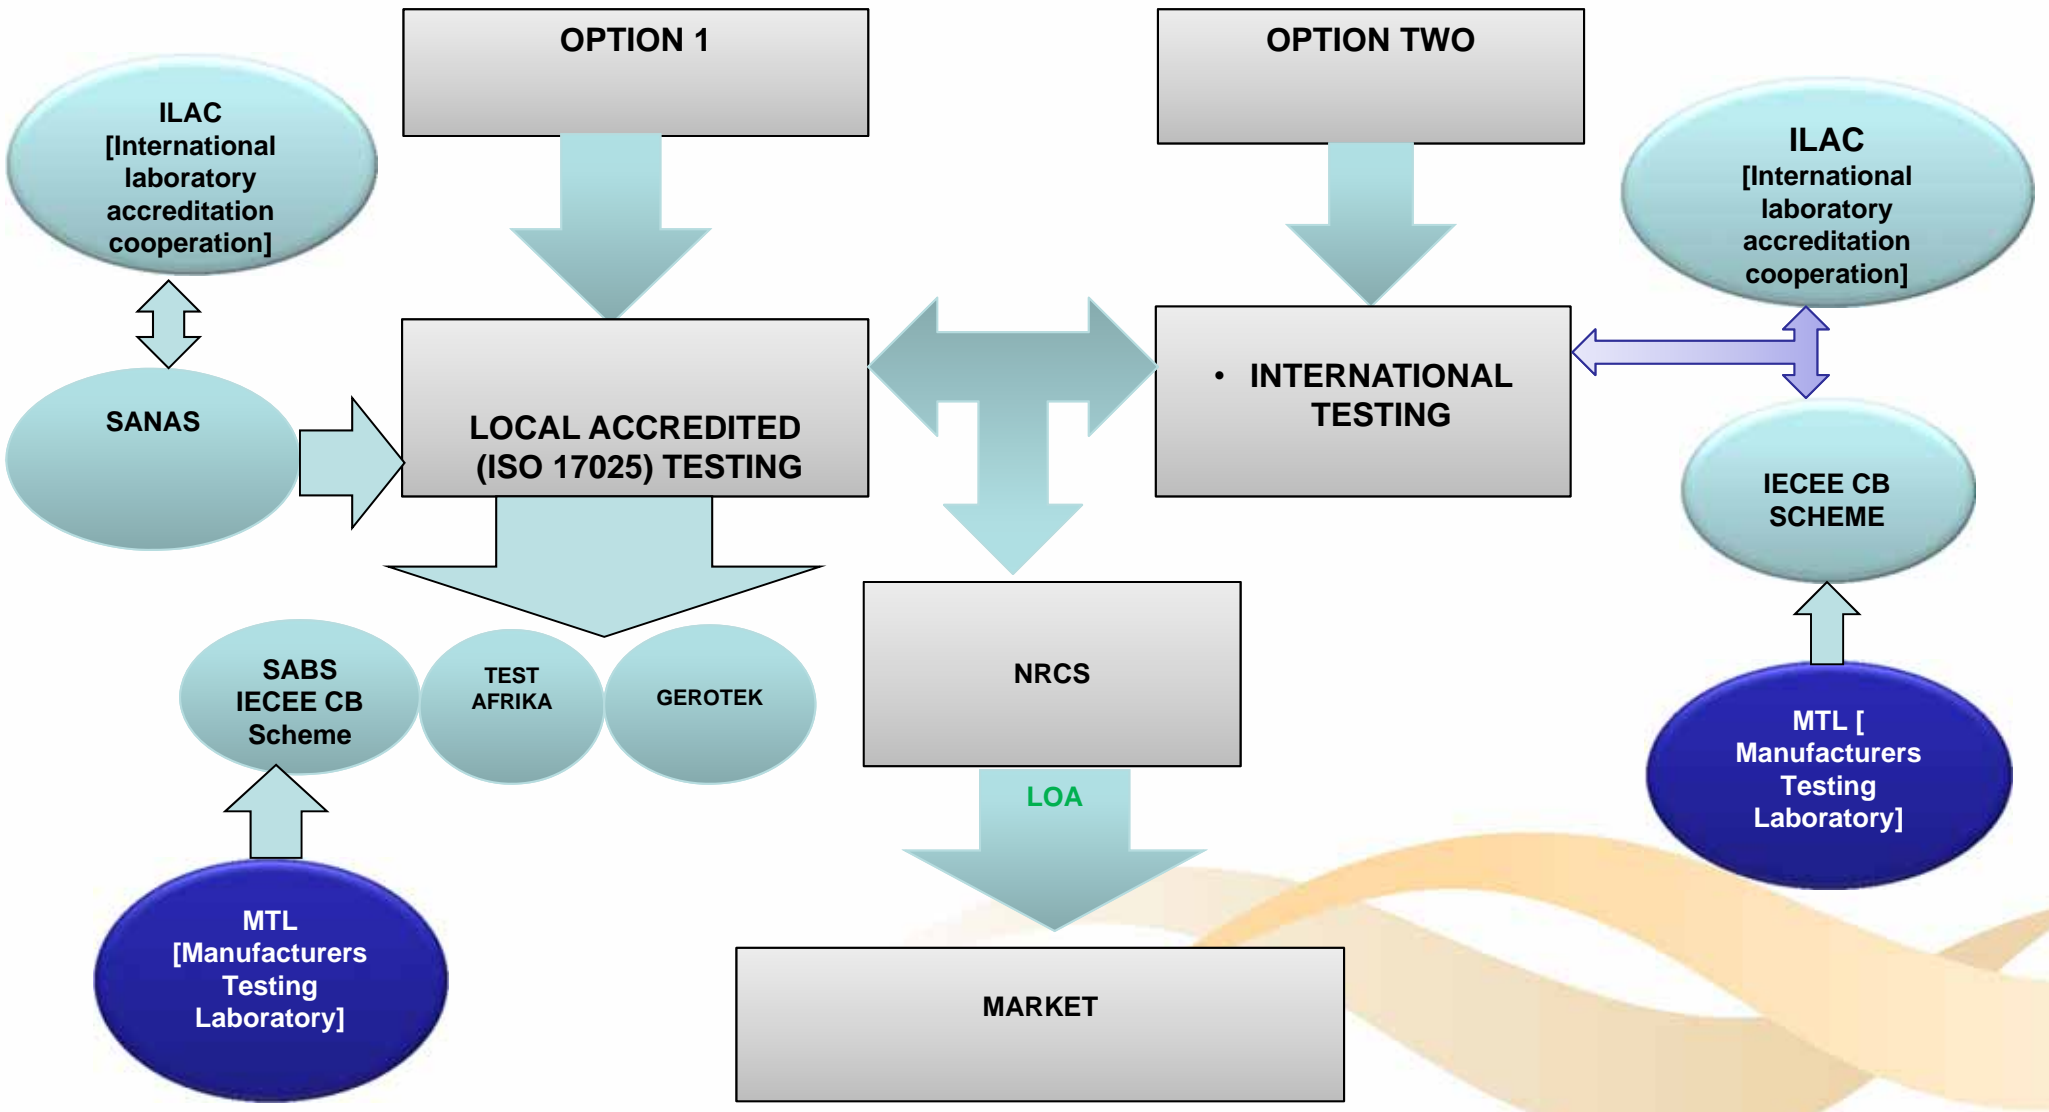 OPTION 1
OPTION TWO
ILAC
[International
laboratory
accreditation
cooperation]
ILAC
[International
laboratory
accreditation
cooperation]
SANAS
LOCAL ACCREDITED
(ISO 17025) TESTING
• INTERNATIONAL
TESTING
IECEE CB
SCHEME
SABS
IECEE CB
Scheme
TEST
AFRIKA
GEROTEK
NRCS
LOA
MTL [
Manufacturers
Testing
Laboratory]
MTL
[Manufacturers
Testing
Laboratory]
MARKET